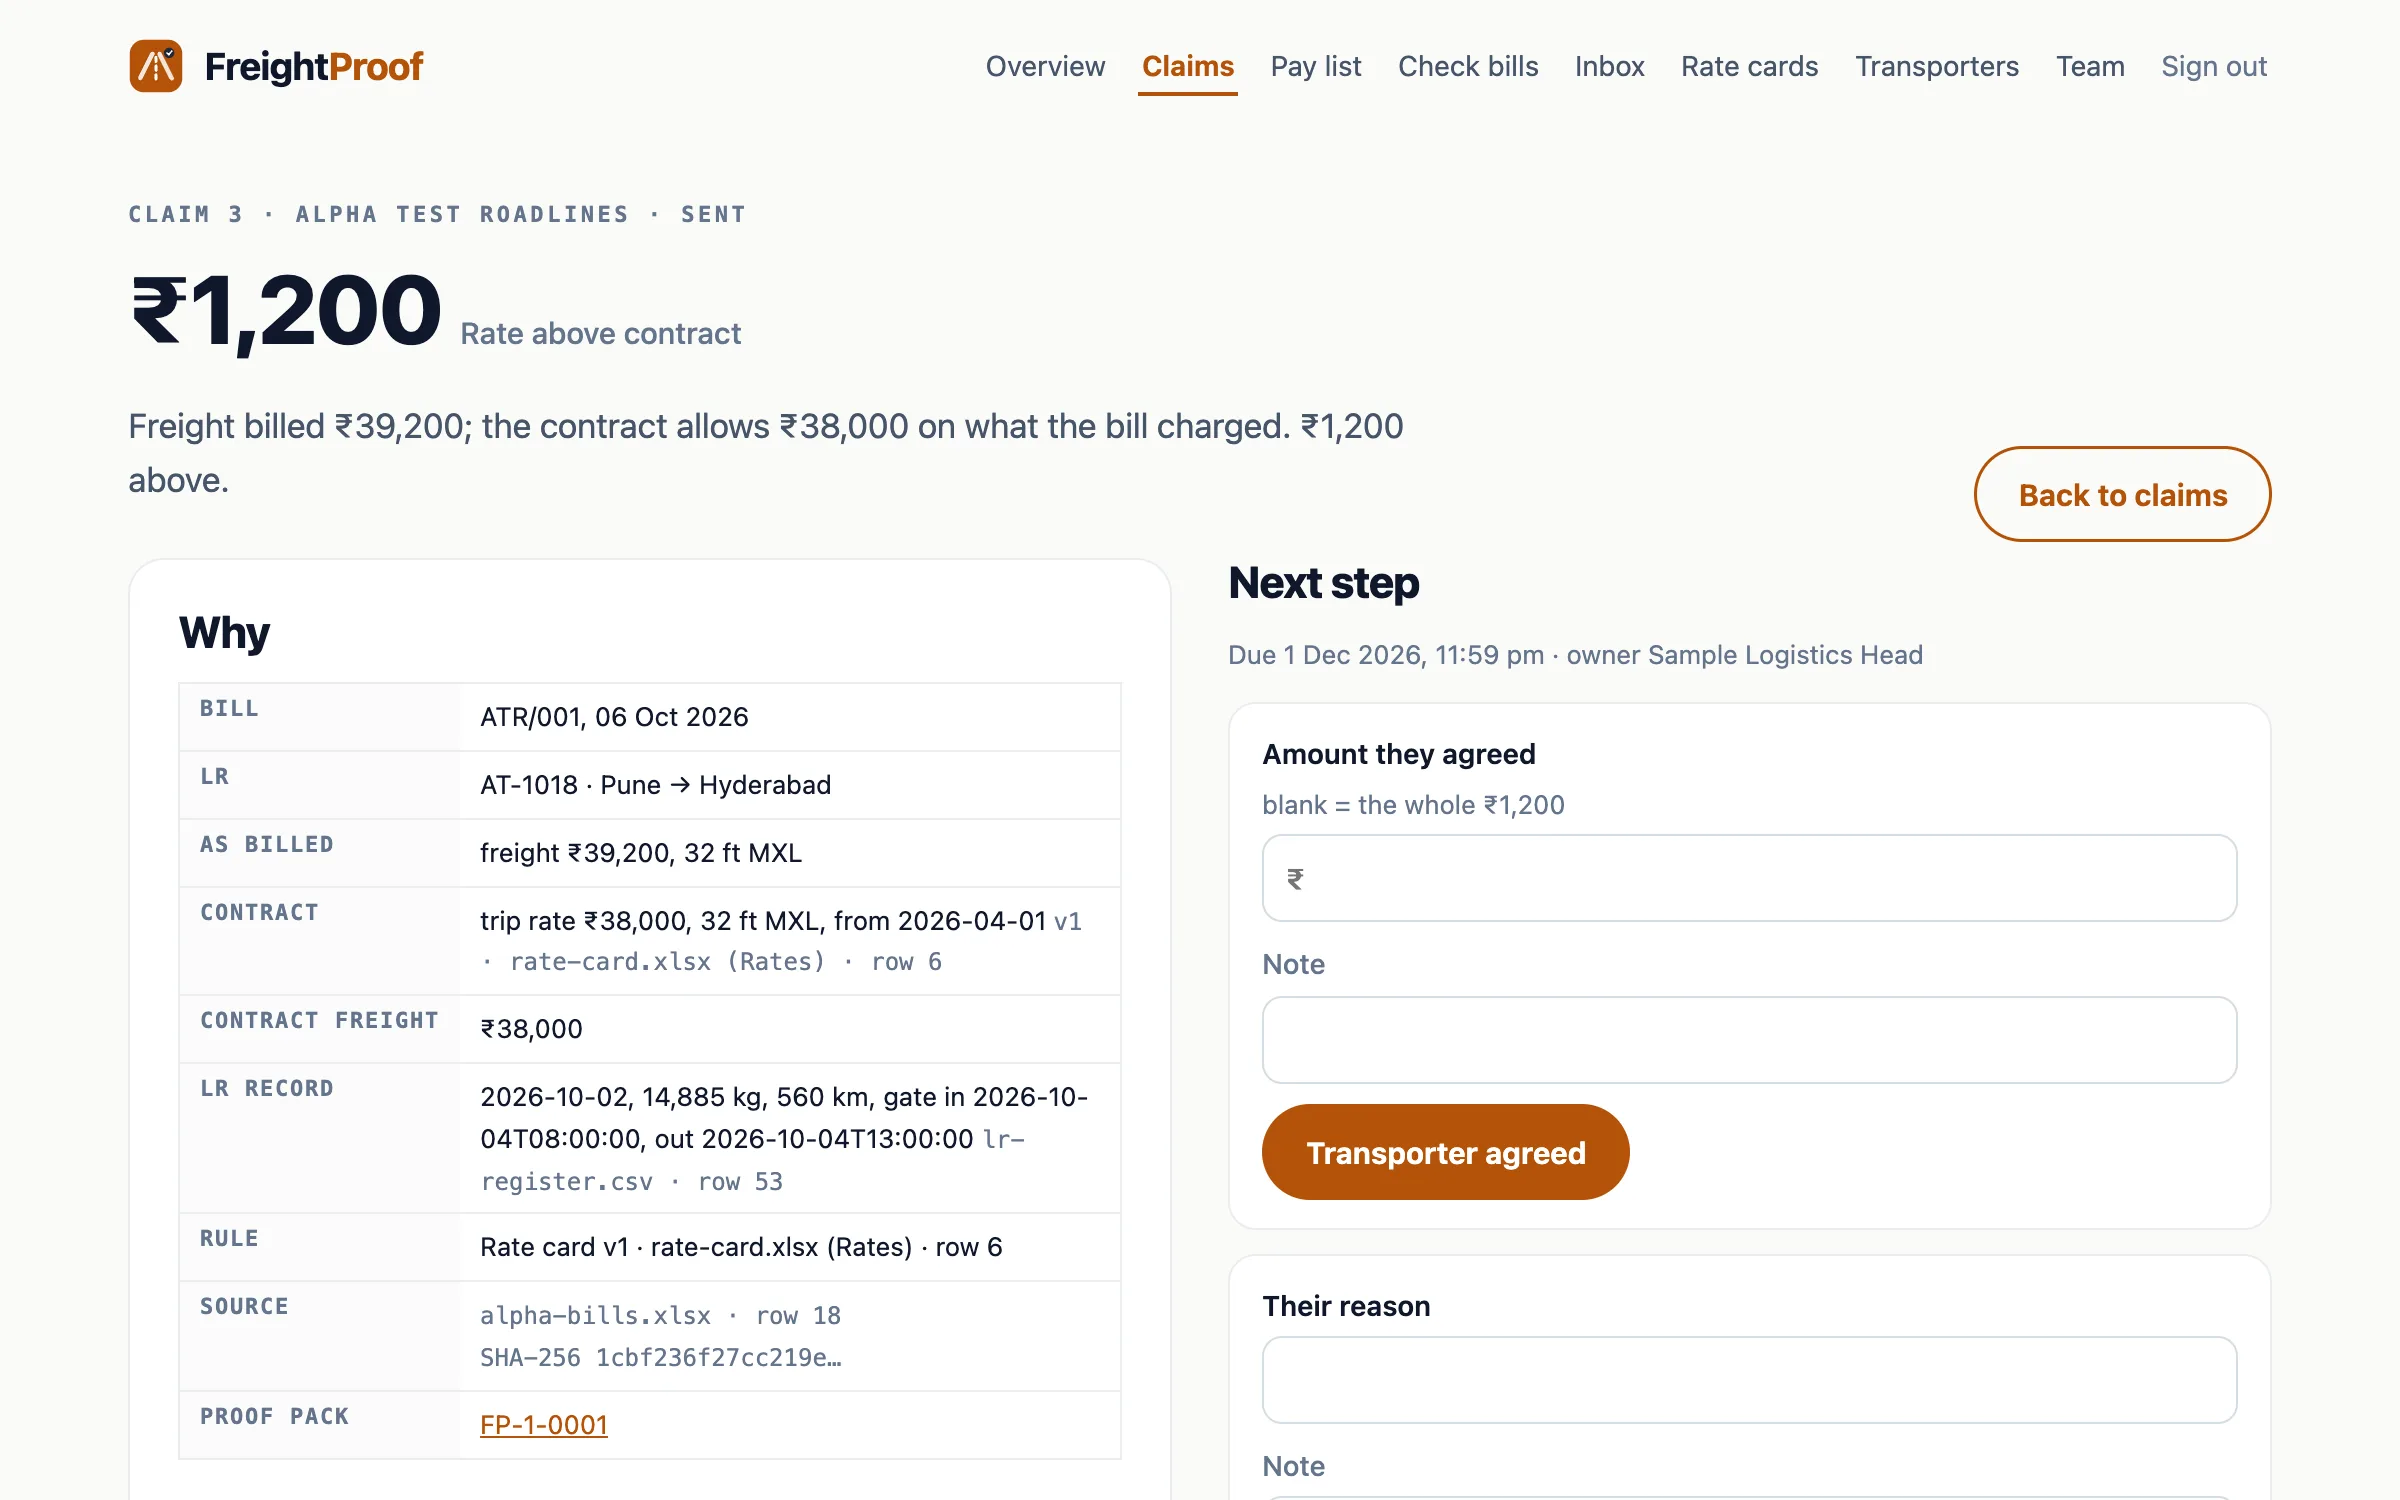 FreightProof
Overview Claims Pay list Check bills Inbox Rate cards Transporters Team Sign out
CLAIM 3 · ALPHA TEST ROADLINES · SENT
₹1,200 Rate above contract
Freight billed ₹39,200; the contract allows ₹38,000 on what the bill charged. ₹1,200
above.
Back to claims
Why
BILL ATR/001, 06 Oct 2026
LR AT-1018 · Pune → Hyderabad
AS BILLED freight ₹39,200, 32 ft MXL
CONTRACT trip rate ₹38,000, 32 ft MXL, from 2026-04-01 v1
· rate-card.xlsx (Rates) · row 6
CONTRACT FREIGHT ₹38,000
LR RECORD 2026-10-02, 14,885 kg, 560 km, gate in 2026-10-
04T08:00:00, out 2026-10-04T13:00:00 lr-
register.csv · row 53
RULE Rate card v1 · rate-card.xlsx (Rates) · row 6
SOURCE alpha-bills.xlsx · row 18
SHA-256 1cbf236f27cc219e…
PROOF PACK FP-1-0001
Next step
Due 1 Dec 2026, 11:59 pm · owner Sample Logistics Head
Amount they agreed
blank = the whole ₹1,200
₹
Note
Transporter agreed
Their reason
Note